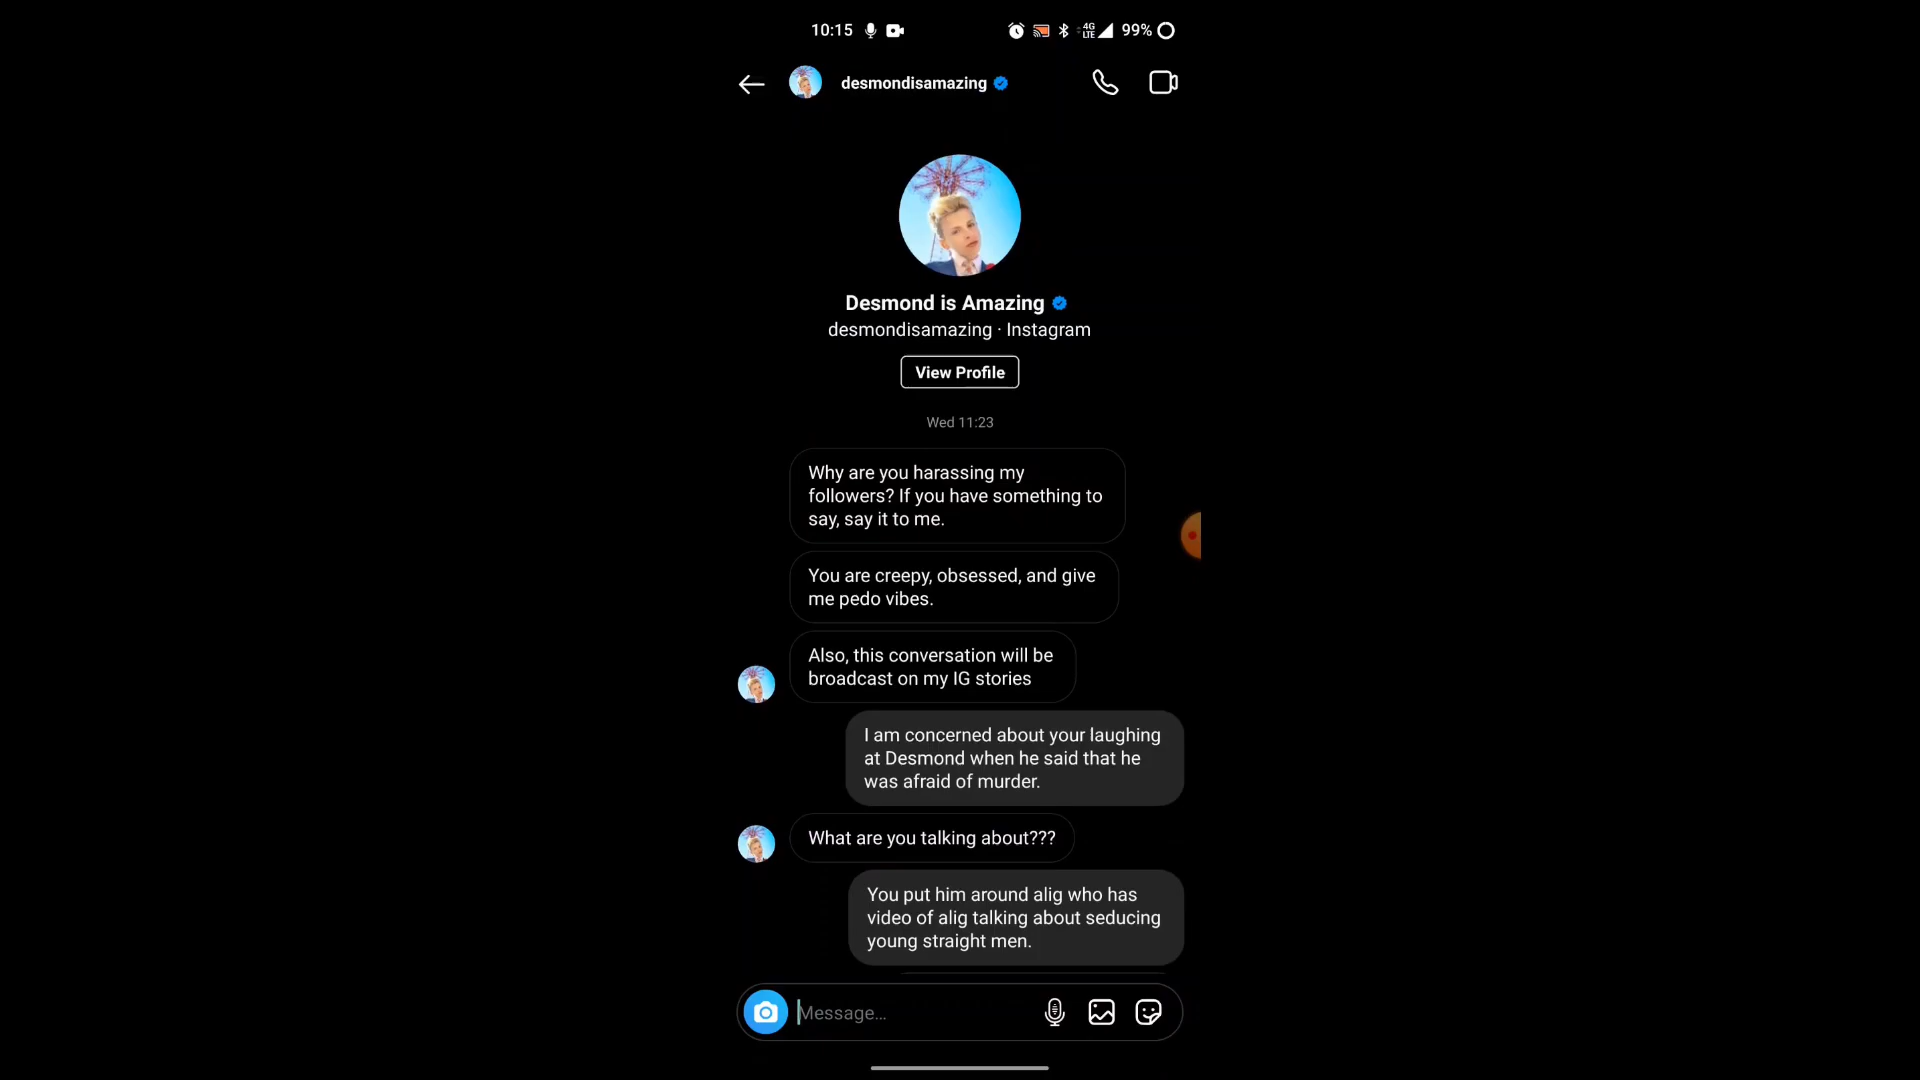 10:15 4G LTE 99%
desmondisamazing
Desmond is Amazing
desmondisamazing · Instagram
View Profile
Wed 11:23
Why are you harassing my
followers? If you have something to
say, say it to me.
You are creepy, obsessed, and give
me pedo vibes.
Also, this conversation will be
broadcast on my IG stories
I am concerned about your laughing
at Desmond when he said that he
was afraid of murder.
What are you talking about???
You put him around alig who has
video of alig talking about seducing
young straight men.
Message...